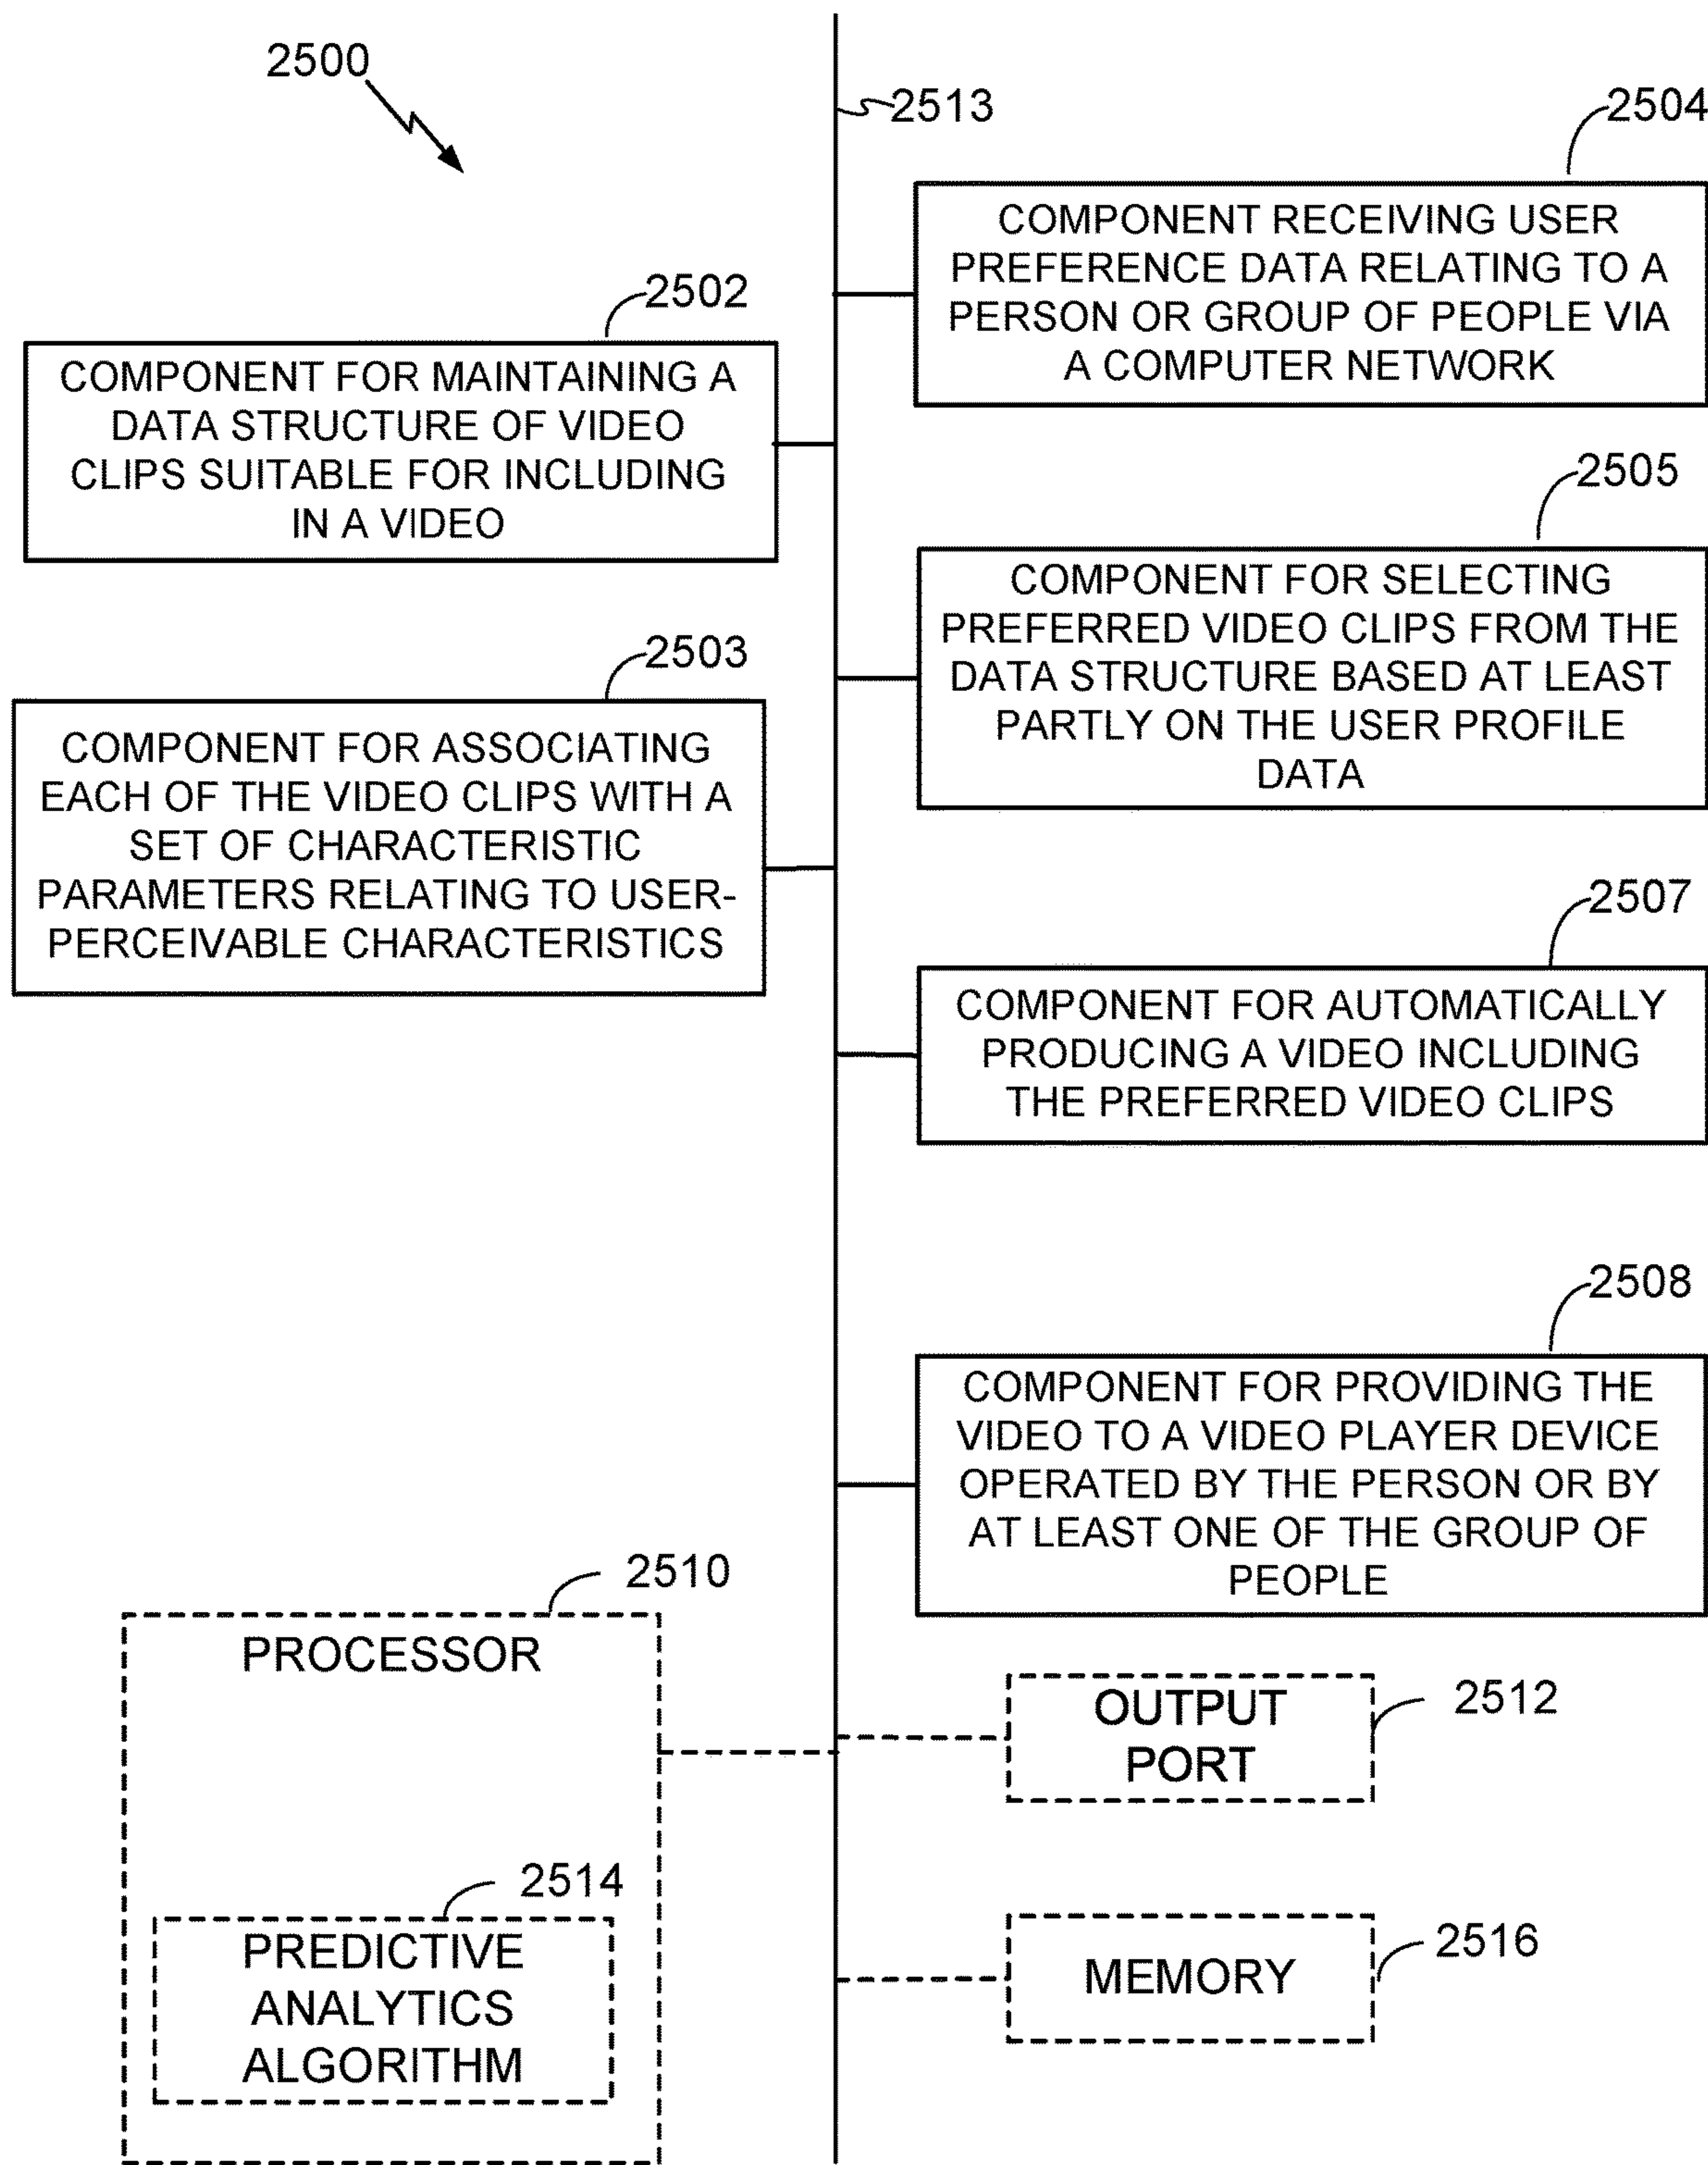 2500
2513
2504
COMPONENT RECEIVING USER
PREFERENCE DATA RELATING TO A
PERSON OR GROUP OF PEOPLE VIA
A COMPUTER NETWORK
2502
COMPONENT FOR MAINTAINING A
DATA STRUCTURE OF VIDEO
CLIPS SUITABLE FOR INCLUDING
IN A VIDEO
2505
COMPONENT FOR SELECTING
PREFERRED VIDEO CLIPS FROM THE
DATA STRUCTURE BASED AT LEAST
PARTLY ON THE USER PROFILE
DATA
2503
COMPONENT FOR ASSOCIATING
EACH OF THE VIDEO CLIPS WITH A
SET OF CHARACTERISTIC
PARAMETERS RELATING TO USER-
PERCEIVABLE CHARACTERISTICS
2507
COMPONENT FOR AUTOMATICALLY
PRODUCING A VIDEO INCLUDING
THE PREFERRED VIDEO CLIPS
2508
COMPONENT FOR PROVIDING THE
VIDEO TO A VIDEO PLAYER DEVICE
OPERATED BY THE PERSON OR BY
AT LEAST ONE OF THE GROUP OF
PEOPLE
2510
PROCESSOR
2512
OUTPUT
PORT
2514
PREDICTIVE
ANALYTICS
ALGORITHM
2516
MEMORY